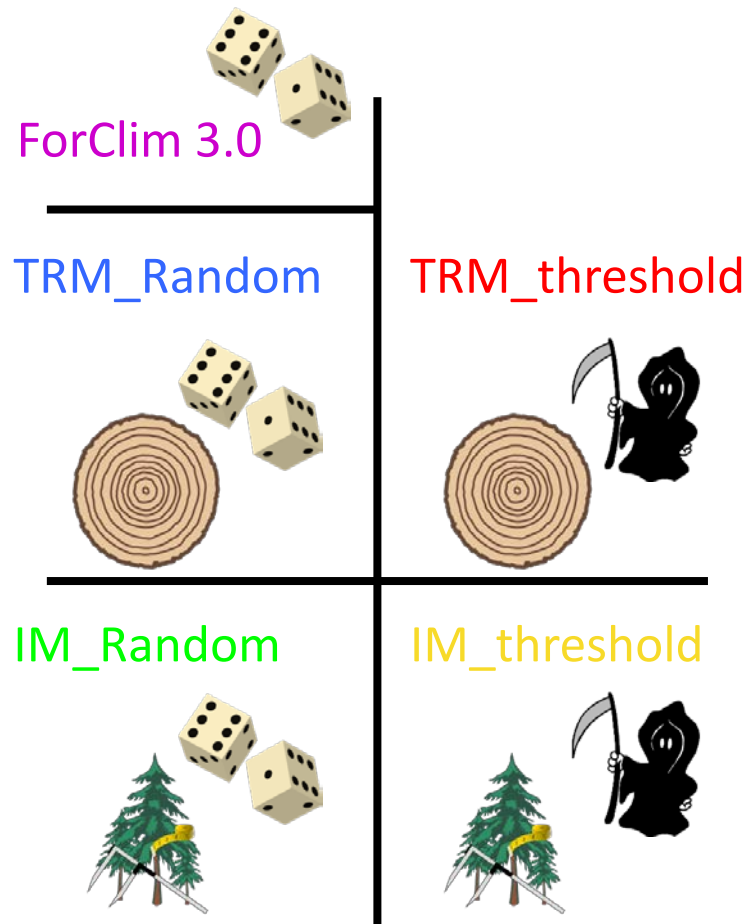 ForClim 3.0
TRM_Random
TRM_threshold
IM_Random
IM_threshold